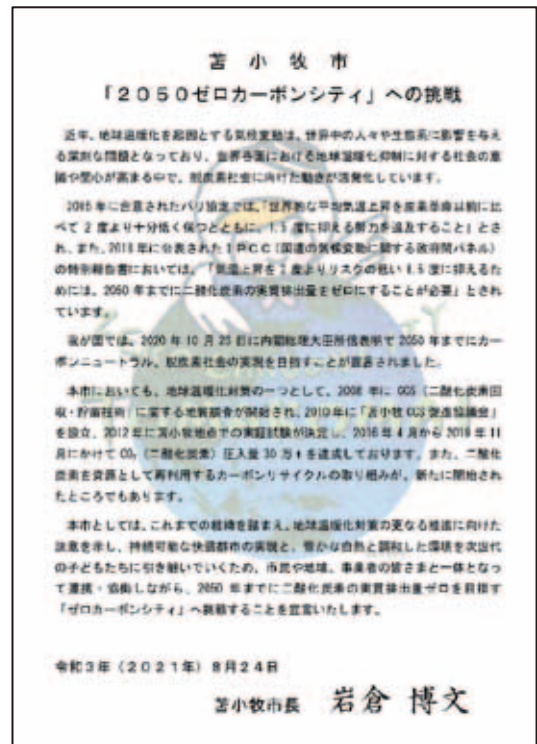 苫小牧市
「２０５０ゼロカーボンシティ」への挑戦
近年、地球温暖化を起因とする気候変動は、世界中の人々や生態系に影響を与え
る深刻な問題となっており、世界各国における地球温暖化抑制に対する社会の意
識や関心が高まる中で、脱炭素社会に向けた動きが活発化しています。
2015年に合意されたパリ協定では、「世界的な平均気温上昇を産業革命以前に比
べて2度より十分低く保つとともに、1.5度に抑える努力を追及すること」とさ
れ、また、2018年に公表されたＩＰＣＣ（国連の気候変動に関する政府間パネル）
の特別報告書においては、「気温上昇を2度よりリスクの低い1.5度に抑えるた
めには、2050年までに二酸化炭素の実質排出量をゼロにすることが必要」とされ
ています。
我が国では、2020年10月26日に内閣総理大臣所信表明で2050年までにカー
ボンニュートラル、脱炭素社会の実現を目指すことが宣言されました。
本市においても、地球温暖化対策の一つとして、2008年にCCS（二酸化炭素回
収・貯留技術）に関する地質調査が開始され、2010年に「苫小牧CCS促進協議会」
を設立、2012年に苫小牧地点での実証試験が決定し、2016年4月から2019年11
月にかけてCO₂（二酸化炭素）圧入量30万tを達成しております。また、二酸化
炭素を資源として再利用するカーボンリサイクルの取り組みが、新たに開始され
たところでもあります。
本市としては、これまでの経緯を踏まえ、地球温暖化対策の更なる推進に向けた
決意を示し、持続可能な快適都市の実現と、豊かな自然と調和した環境を次世代
の子どもたちに引き継いでいくため、市民や地域、事業者の皆さまと一体となっ
て連携・協働しながら、2050年までに二酸化炭素の実質排出量ゼロを目指す
「ゼロカーボンシティ」へ挑戦することを宣言いたします。
令和3年（２０２１年）8月24日
苫小牧市長 岩倉 博文